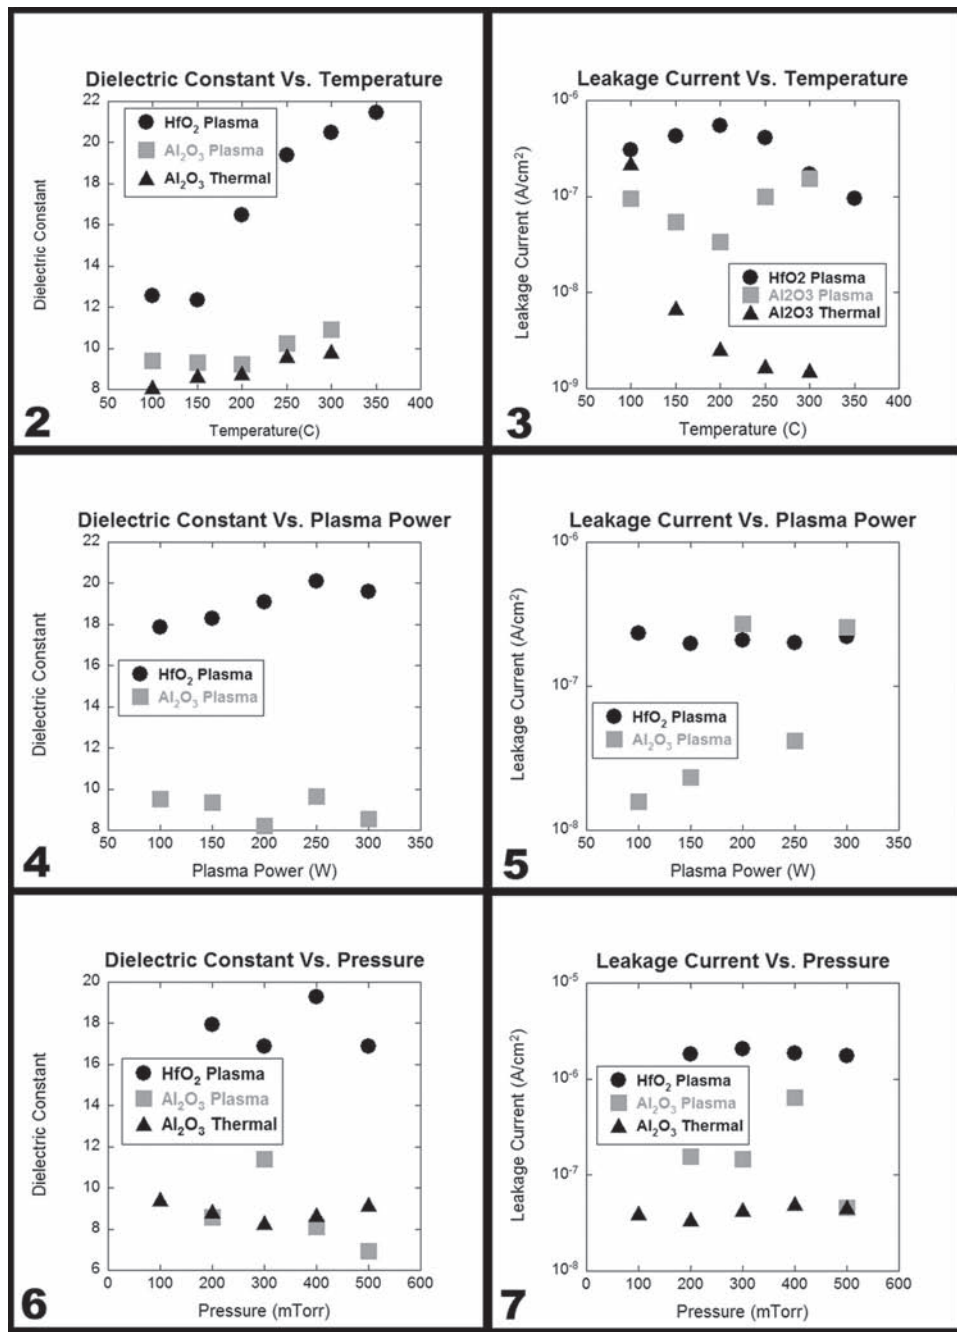 Dielectric Constant Vs. Temperature
22
20
18
16
14
12
10
8
Dielectric Constant
HfO₂ Plasma
Al₂O₃ Plasma
Al₂O₃ Thermal
50 100 150 200 250 300 350 400
Temperature(C)
2
Leakage Current Vs. Temperature
10⁻⁶
10⁻⁷
10⁻⁸
10⁻⁹
Leakage Current (A/cm²)
HfO2 Plasma
Al2O3 Plasma
Al2O3 Thermal
50 100 150 200 250 300 350 400
Temperature (C)
3
Dielectric Constant Vs. Plasma Power
22
20
18
16
14
12
10
8
Dielectric Constant
HfO₂ Plasma
Al₂O₃ Plasma
50 100 150 200 250 300 350
Plasma Power (W)
4
Leakage Current Vs. Plasma Power
10⁻⁶
10⁻⁷
10⁻⁸
Leakage Current (A/cm²)
HfO₂ Plasma
Al₂O₃ Plasma
50 100 150 200 250 300 350
Plasma Power (W)
5
Dielectric Constant Vs. Pressure
20
18
16
14
12
10
8
6
Dielectric Constant
HfO₂ Plasma
Al₂O₃ Plasma
Al₂O₃ Thermal
0 100 200 300 400 500 600
Pressure (mTorr)
6
Leakage Current Vs. Pressure
10⁻⁵
10⁻⁶
10⁻⁷
10⁻⁸
Leakage Current (A/cm²)
HfO₂ Plasma
Al₂O₃ Plasma
Al₂O₃ Thermal
0 100 200 300 400 500 600
Pressure (mTorr)
7